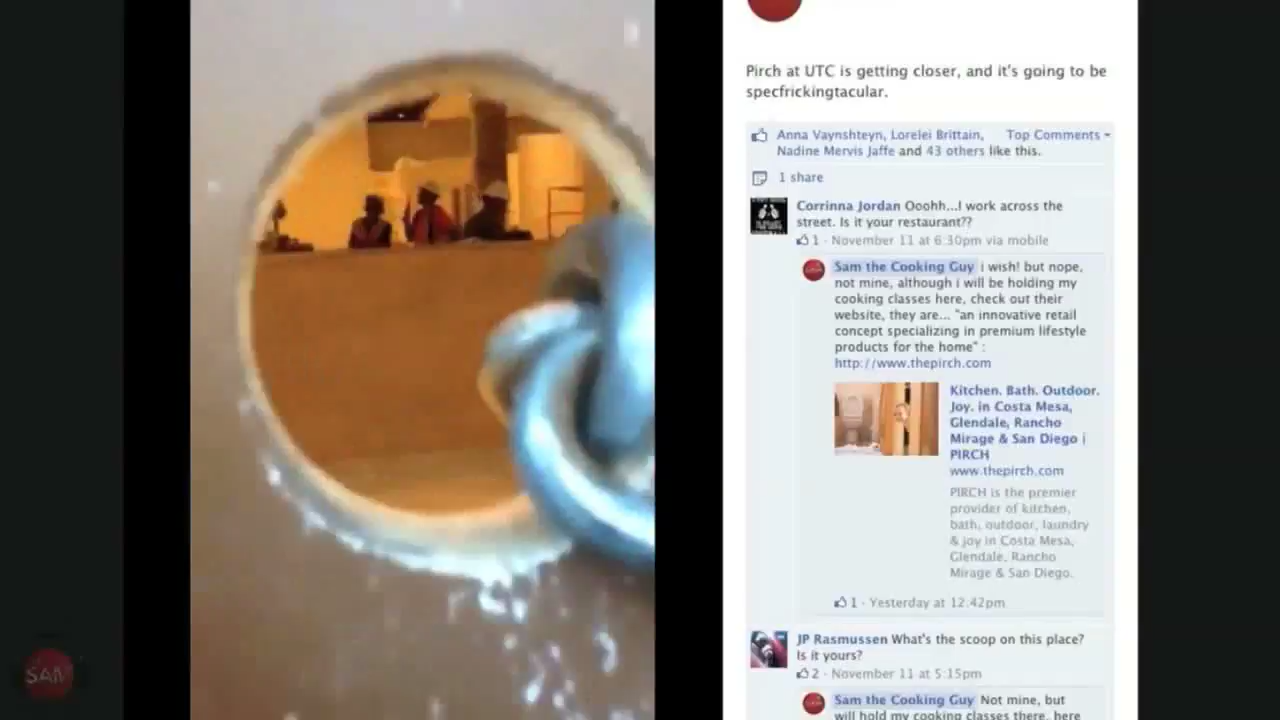 Pirch at UTC is getting closer, and it's going to be
specfrickingtacular.
Anna Vaynshteyn, Lorelei Brittain,
Top Comments
Nadine Mervis Jaffe and 43 others like this.
1 share
Corrinna Jordan Ooohh...I work across the
street. Is it your restaurant??
1 · November 11 at 6:30pm via mobile
Sam the Cooking Guy i wish! but nope,
not mine, although i will be holding my
cooking classes here, check out their
website, they are... "an innovative retail
concept specializing in premium lifestyle
products for the home" :
http://www.thepirch.com
Kitchen. Bath. Outdoor.
Joy. in Costa Mesa,
Glendale, Rancho
Mirage & San Diego |
PIRCH
www.thepirch.com
PIRCH is the premier
provider of kitchen,
bath, outdoor, laundry
& joy in Costa Mesa,
Glendale, Rancho
Mirage & San Diego.
1 · Yesterday at 12:42pm
JP Rasmussen What's the scoop on this place?
Is it yours?
2 · November 11 at 5:15pm
Sam the Cooking Guy Not mine, but
will hold my cooking classes there, here
SAM